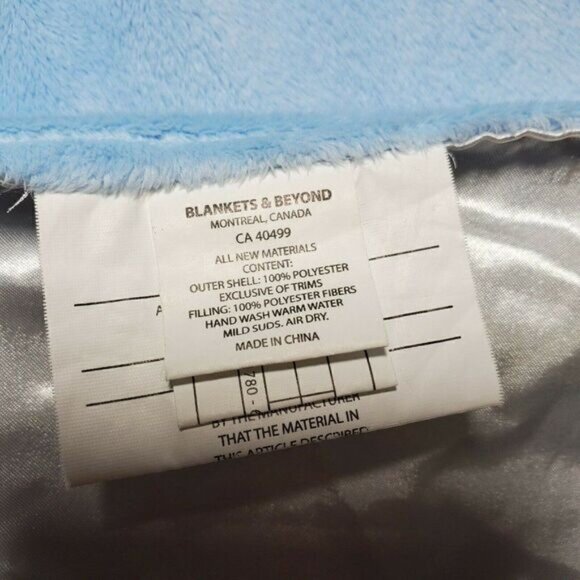 BLANKETS & BEYOND
MONTREAL, CANADA
CA 40499
ALL NEW MATERIALS
CONTENT:
OUTER SHELL: 100% POLYESTER
EXCLUSIVE OF TRIMS
FILLING: 100% POLYESTER FIBERS
HAND WASH WARM WATER
MILD SUDS. AIR DRY.
MADE IN CHINA
A
780 -
BY THE MANUFACTURER
THAT THE MATERIAL IN
THIS ARTICLE DESCRIBED